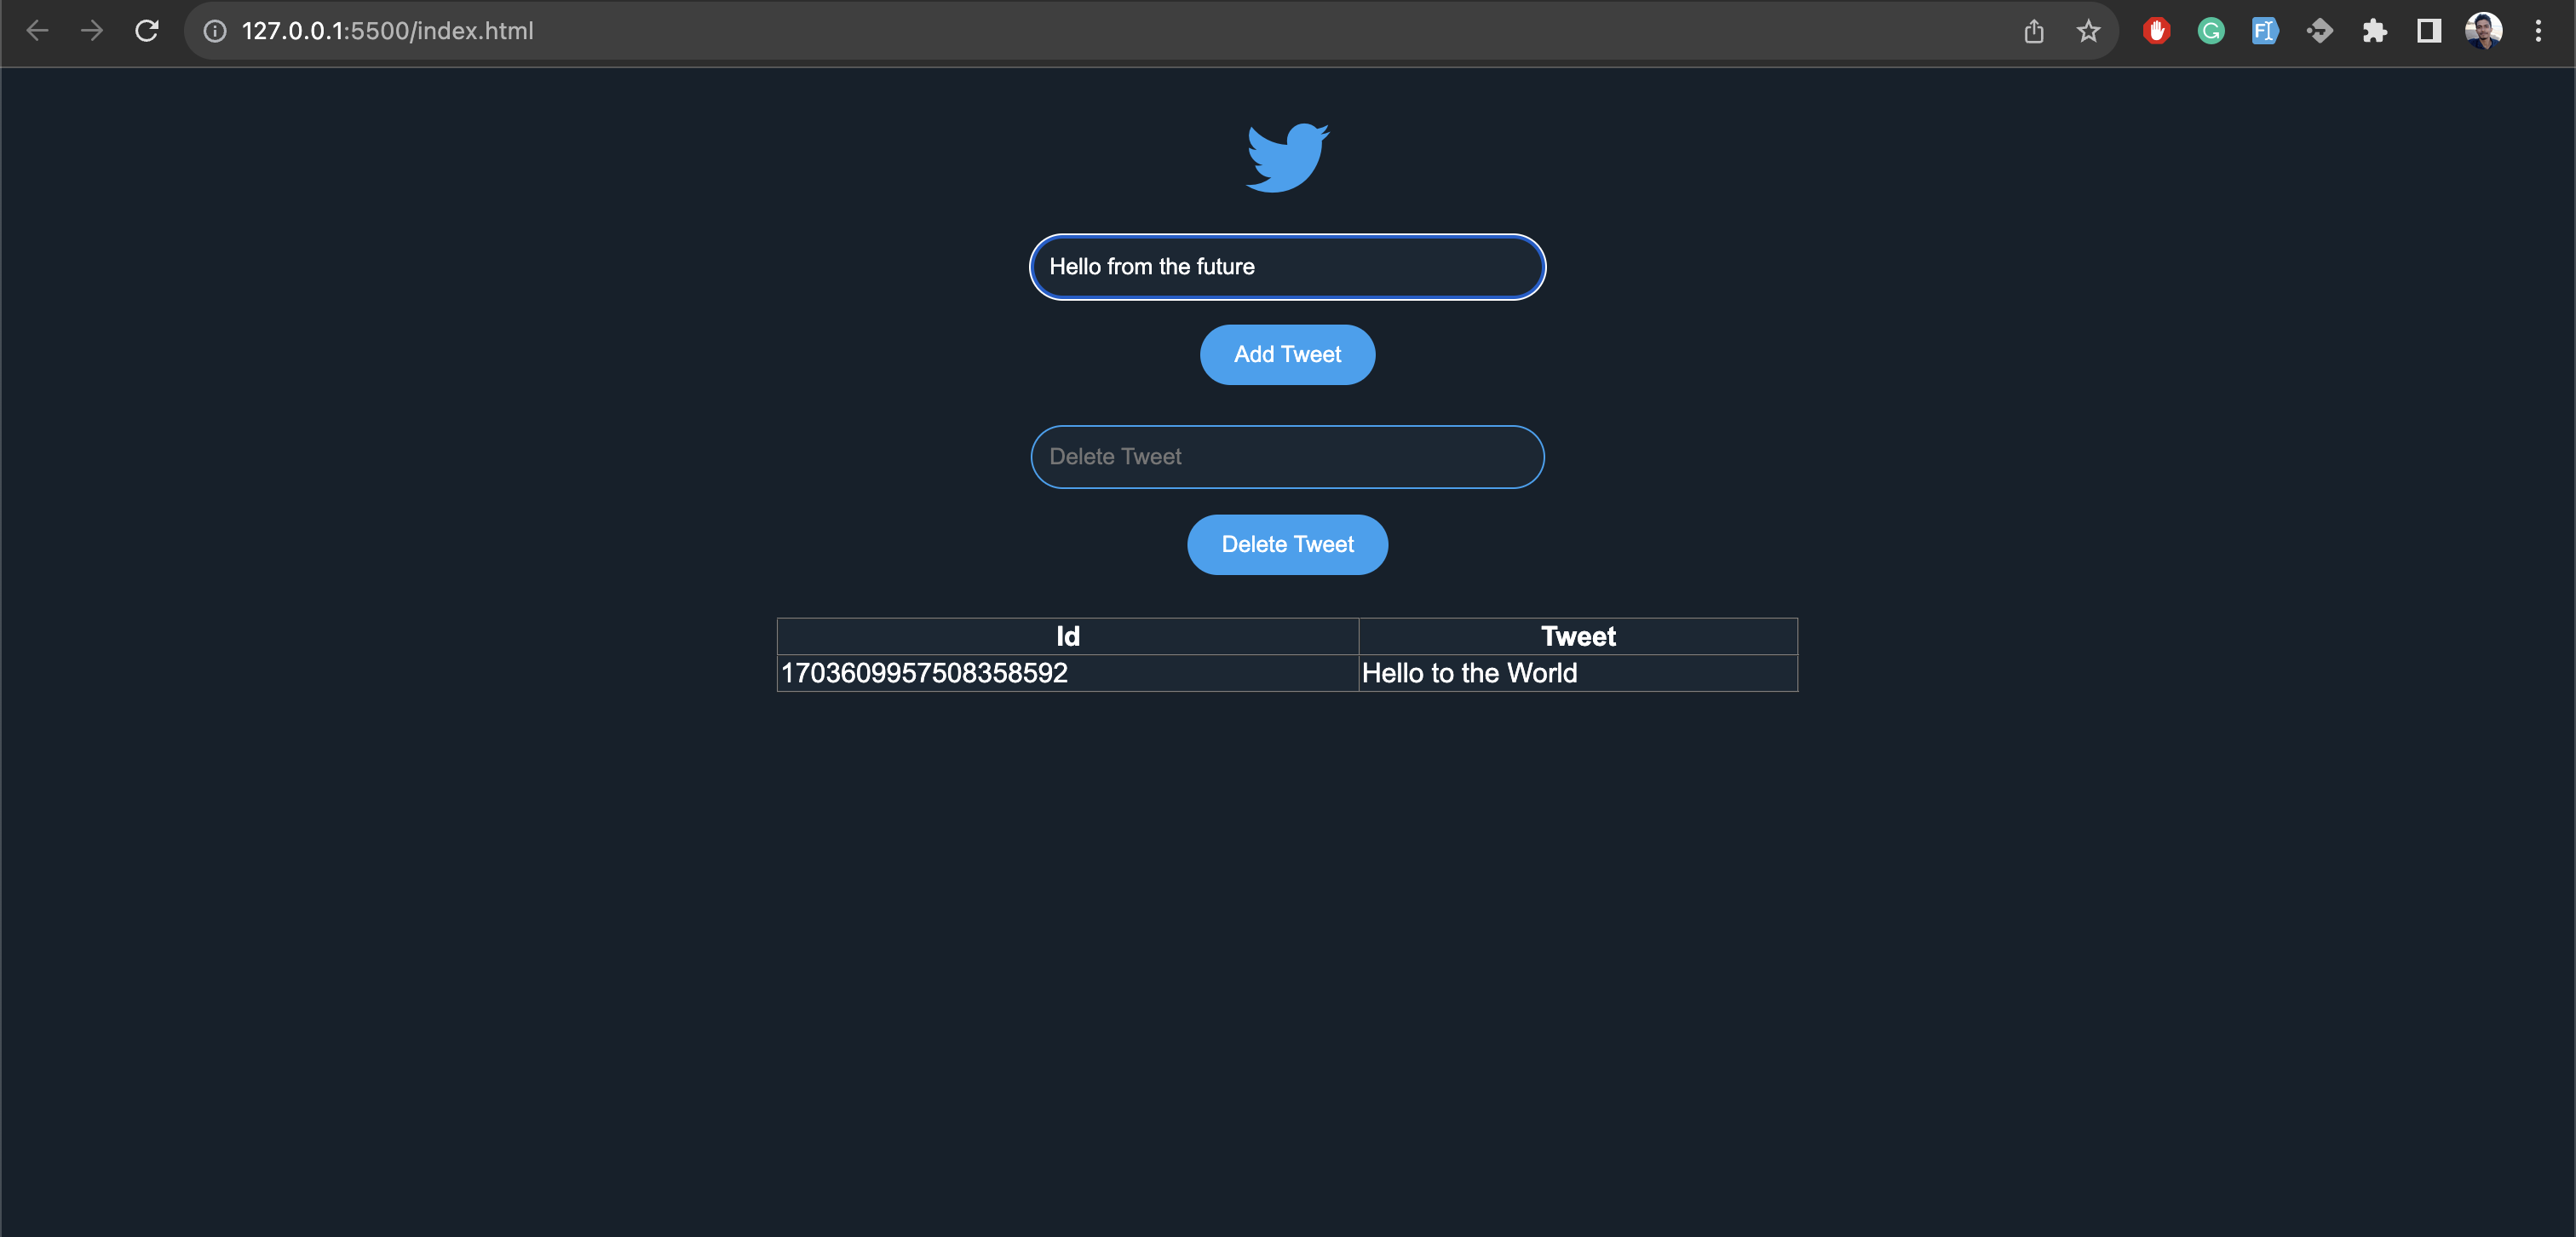 127.0.0.1:5500/index.html
Hello from the future
Add Tweet
Delete Tweet
Delete Tweet
Id Tweet
1703609957508358592 Hello to the World